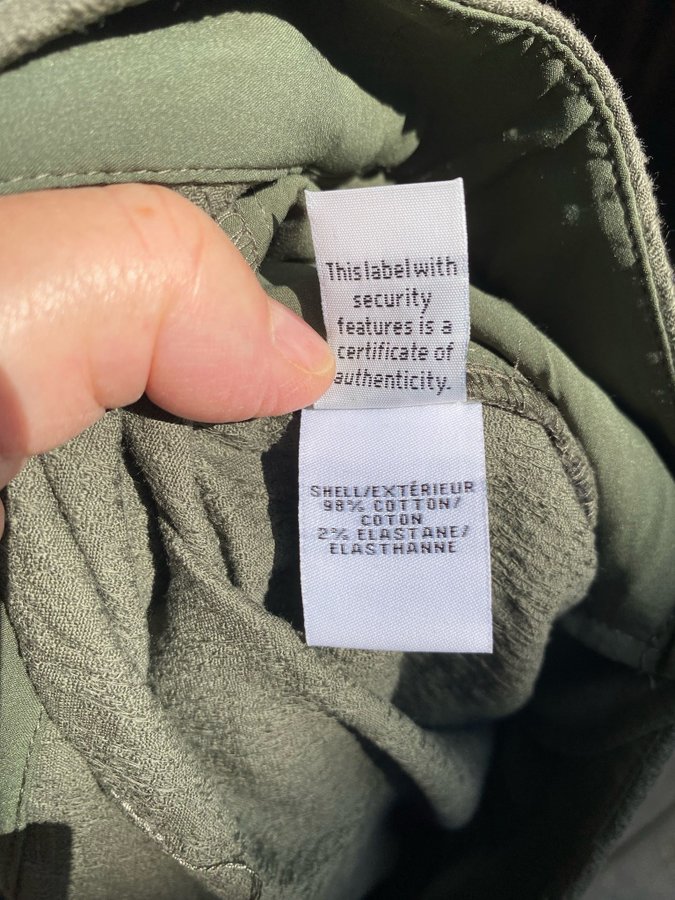 This label with
security
features is a
certificate of
authenticity.
SHELL/EXTÉRIEUR
98% COTTON/
COTON
2% ELASTANE/
ELASTHANNE